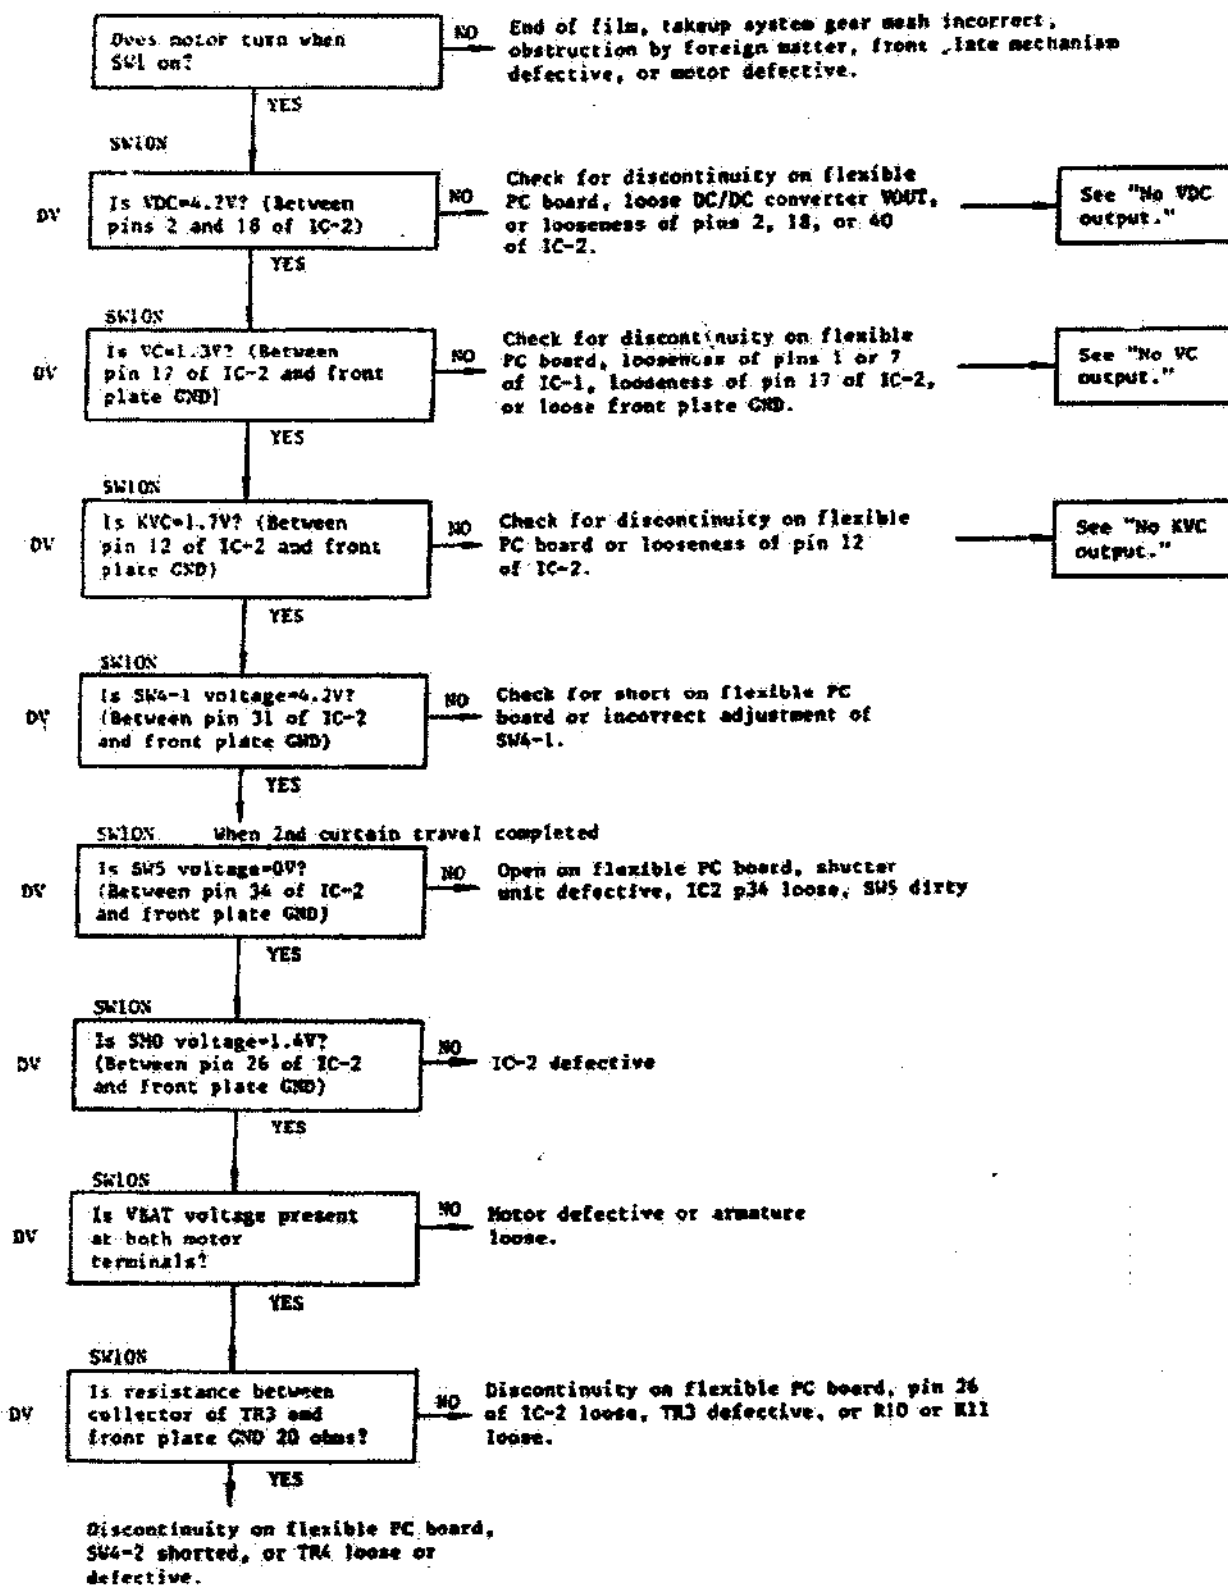 Does motor turn when
SW1 on?
NO
End of film, takeup system gear mesh incorrect,
obstruction by foreign matter, front late mechanism
defective, or motor defective.
YES
SW1ON
DV
Is VDC=4.2V? (Between
pins 2 and 18 of IC-2)
NO
Check for discontinuity on flexible
PC board, loose DC/DC converter VOUT,
or looseness of pins 2, 18, or 40
of IC-2.
See "No VDC
output."
YES
SW1ON
DV
Is VC=1.3V? (Between
pin 17 of IC-2 and front
plate GND)
NO
Check for discontinuity on flexible
PC board, looseness of pins 1 or 7
of IC-1, looseness of pin 17 of IC-2,
or loose front plate GND.
See "No VC
output."
YES
SW1ON
DV
Is KVC=1.7V? (Between
pin 12 of IC-2 and front
plate GND)
NO
Check for discontinuity on flexible
PC board or looseness of pin 12
of IC-2.
See "No KVC
output."
YES
SW1ON
DV
Is SW4-1 voltage=4.2V?
(Between pin 31 of IC-2
and front plate GND)
NO
Check for short on flexible PC
board or incorrect adjustment of
SW4-1.
YES
SW1ON When 2nd curtain travel completed
DV
Is SW5 voltage=0V?
(Between pin 34 of IC-2
and front plate GND)
NO
Open on flexible PC board, shutter
unit defective, IC2 p34 loose, SW5 dirty
YES
SW1ON
DV
Is SMO voltage=1.4V?
(Between pin 26 of IC-2
and front plate GND)
NO
IC-2 defective
YES
SW1ON
DV
Is VBAT voltage present
at both motor
terminals?
NO
Motor defective or armature
loose.
YES
SW1ON
DV
Is resistance between
collector of TR3 and
front plate GND 20 ohms?
NO
Discontinuity on flexible PC board, pin 26
of IC-2 loose, TR3 defective, or R10 or R11
loose.
YES
Discontinuity on flexible PC board,
SW4-2 shorted, or TR4 loose or
defective.